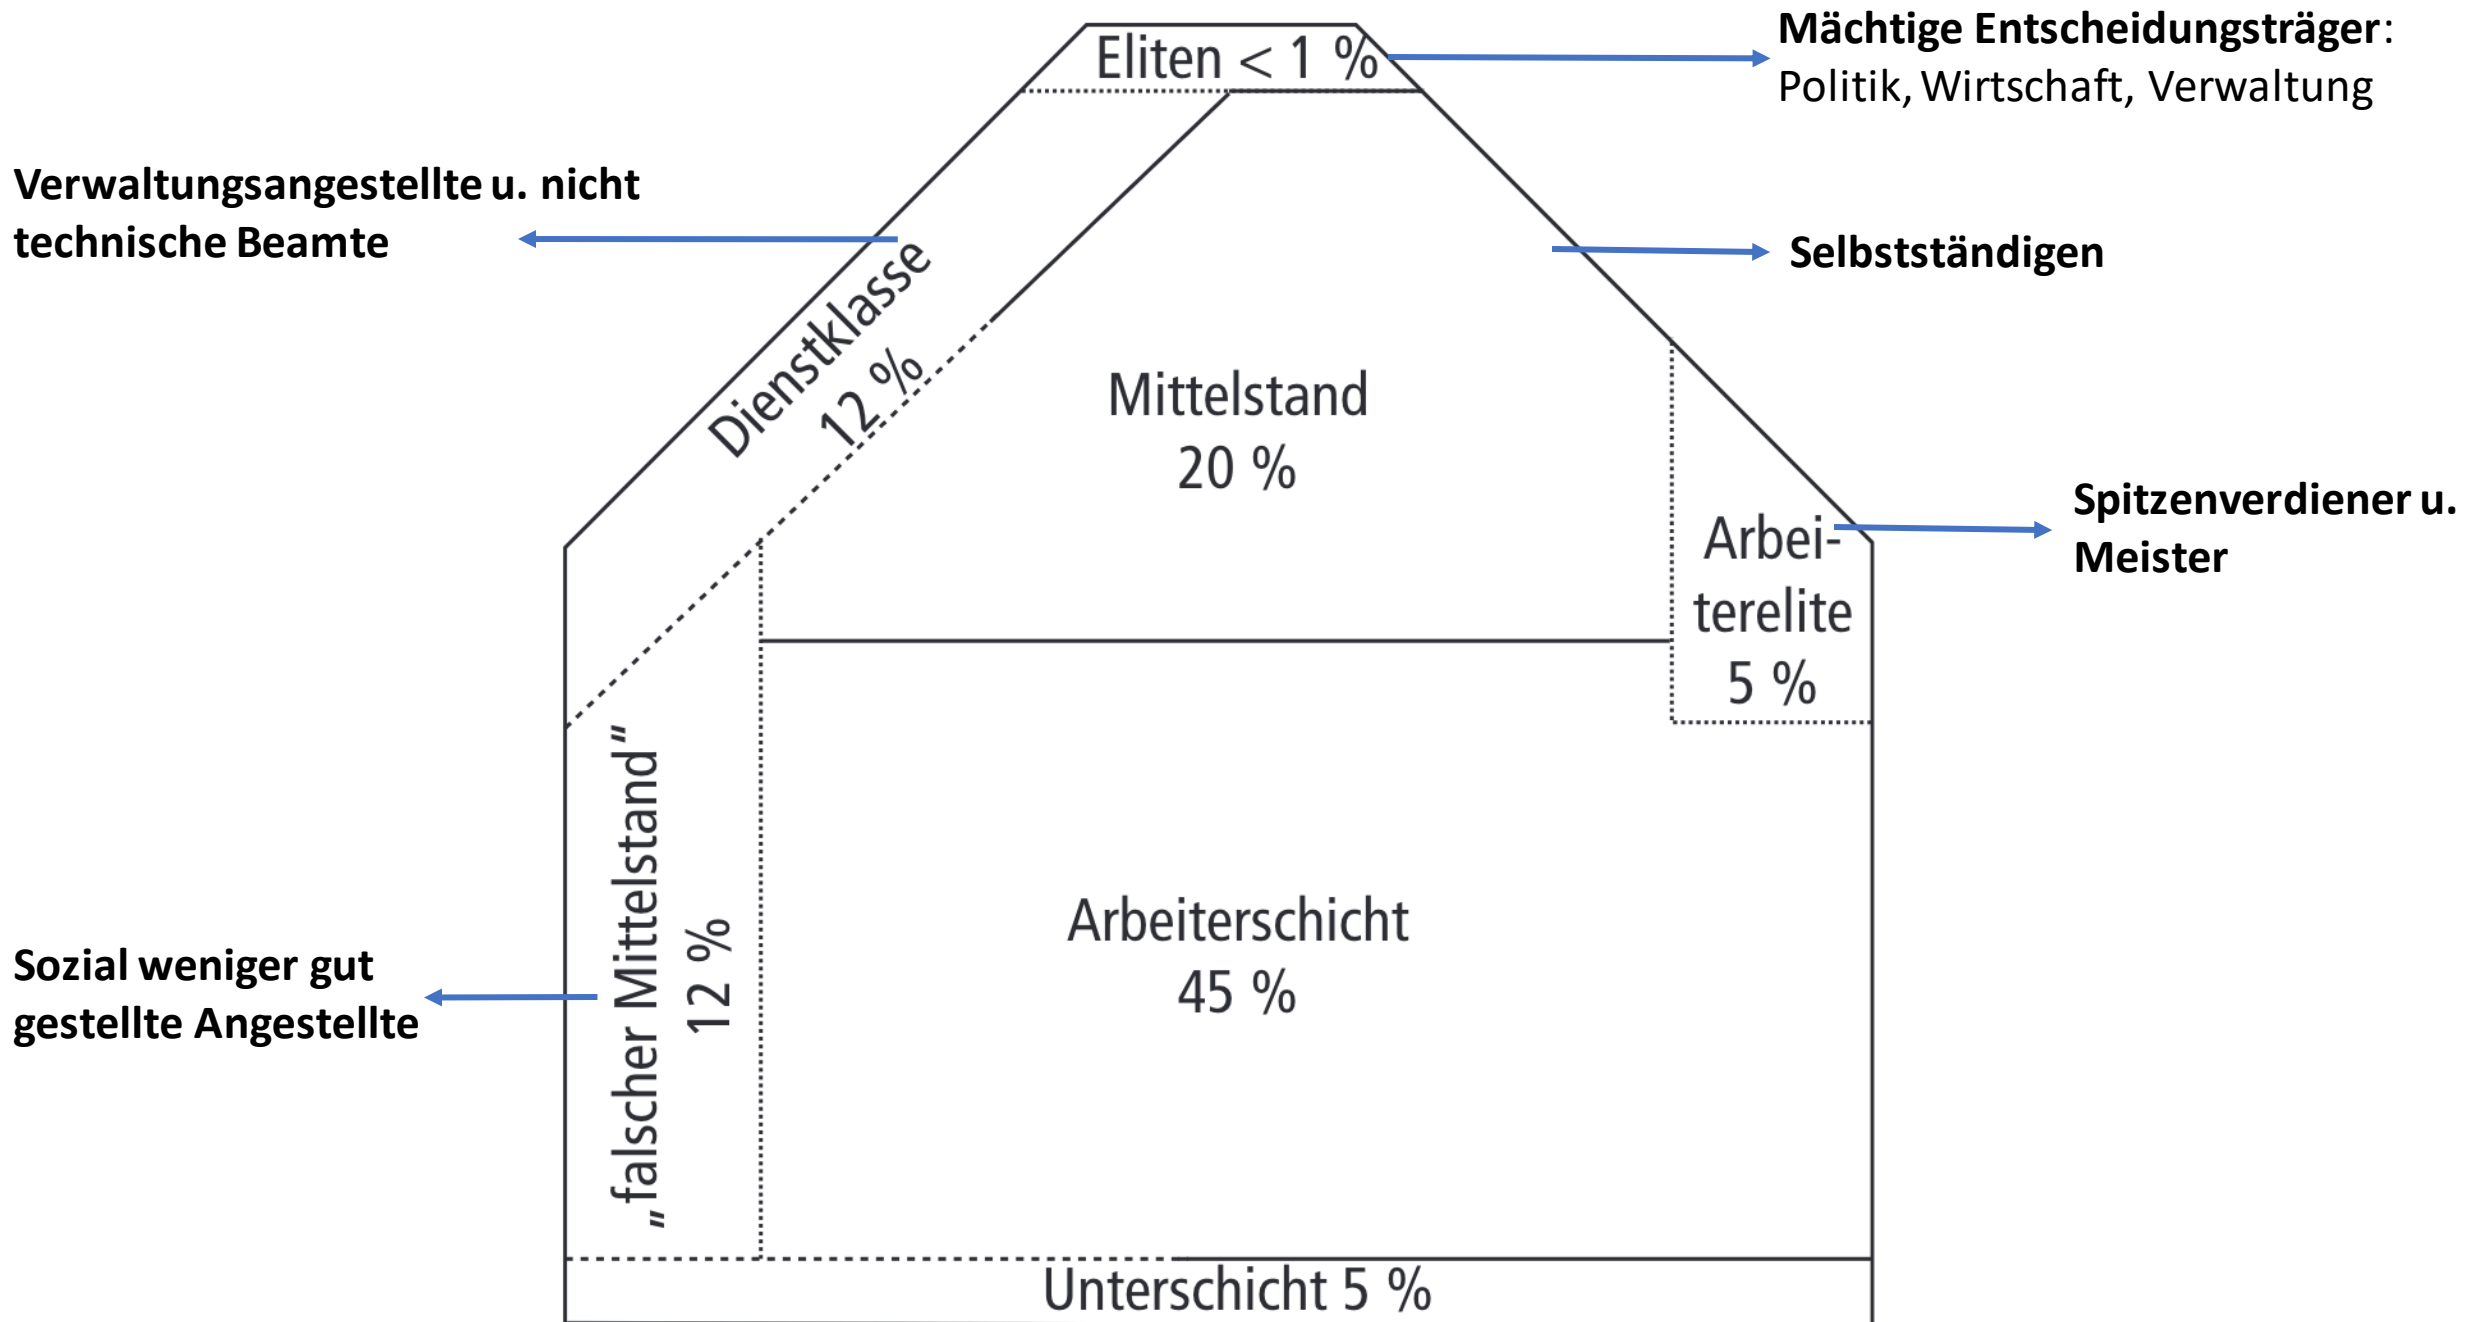 Eliten < 1 %
Mächtige Entscheidungsträger:
Politik, Wirtschaft, Verwaltung
Verwaltungsangestellte u. nicht
technische Beamte
Selbstständigen
Dienstklasse
12 %
Mittelstand
20 %
Spitzenverdiener u.
Meister
Arbei-
terelite
5 %
„falscher Mittelstand“
12 %
Arbeiterschicht
45 %
Sozial weniger gut
gestellte Angestellte
Unterschicht 5 %